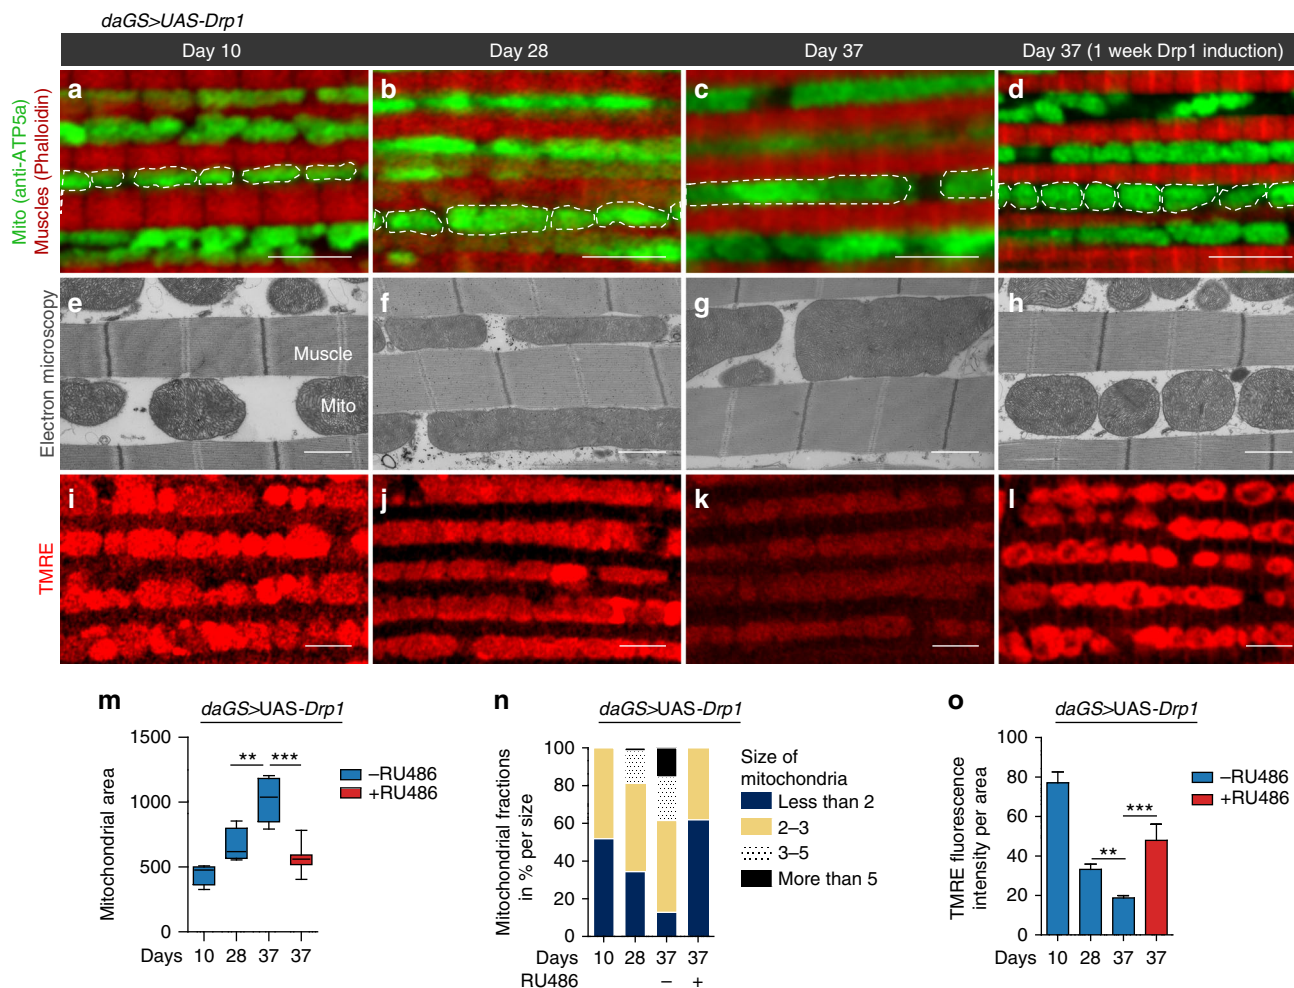 daGS>UAS-Drp1
Day 10
Day 28
Day 37
Day 37 (1 week Drp1 induction)
Mito (anti-ATP5a)
Muscles (Phalloidin)
a
b
c
d
Electron microscopy
e
Muscle
Mito
f
g
h
TMRE
i
j
k
l
m
daGS>UAS-Drp1
Mitochondrial area
1500
1000
500
0
** ***
–RU486
+RU486
Days 10 28 37 37
n
daGS>UAS-Drp1
Mitochondrial fractions
in % per size
100
80
60
40
20
0
Size of
mitochondria
Less than 2
2–3
3–5
More than 5
Days 10 28 37 37
RU486 – +
o
daGS>UAS-Drp1
TMRE fluorescence
intensity per area
100
80
60
40
20
0
***
**
–RU486
+RU486
Days 10 28 37 37